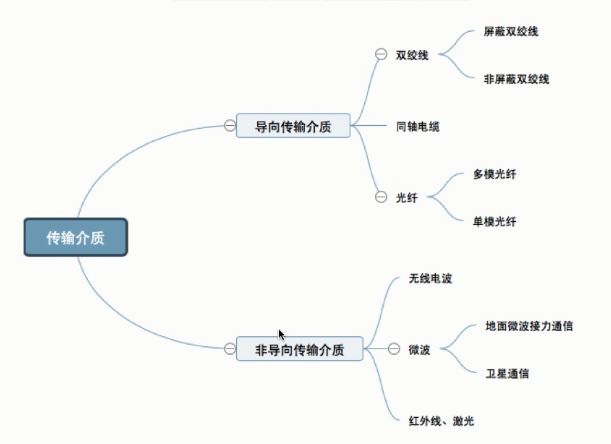 传输介质
导向传输介质
双绞线
屏蔽双绞线
非屏蔽双绞线
同轴电缆
光纤
多模光纤
单模光纤
非导向传输介质
无线电波
微波
地面微波接力通信
卫星通信
红外线、激光